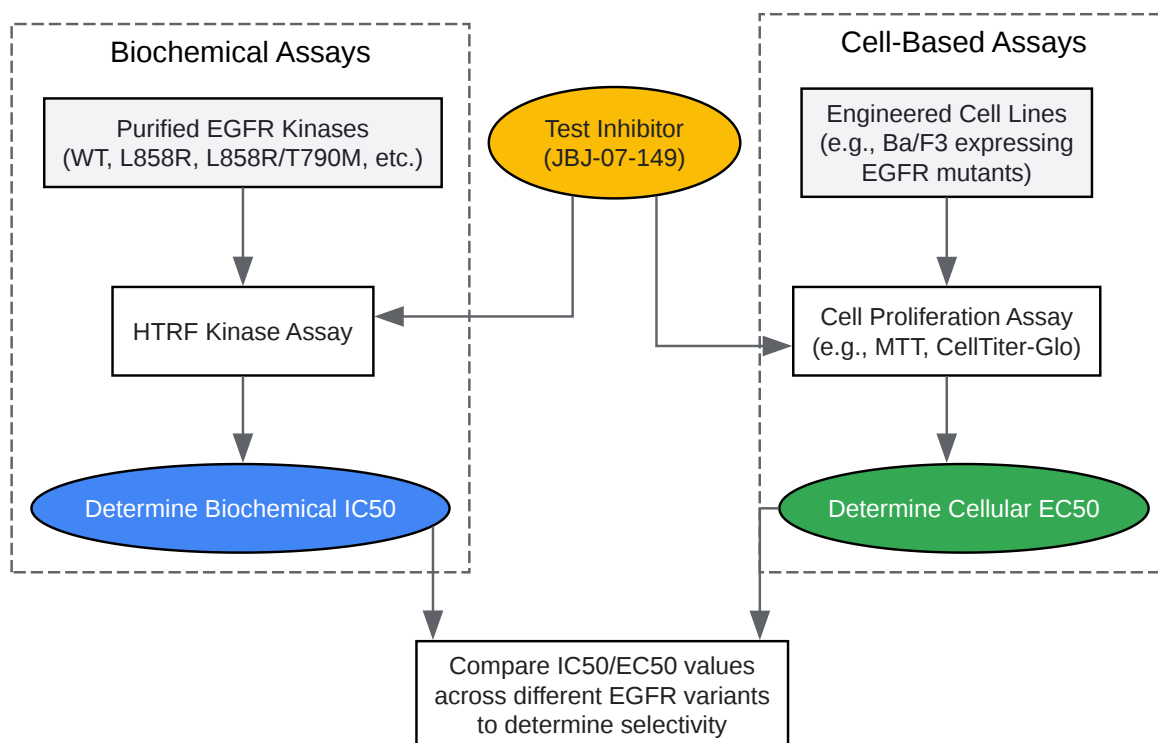 Biochemical Assays
Purified EGFR Kinases
(WT, L858R, L858R/T790M, etc.)
HTRF Kinase Assay
Determine Biochemical IC50
Test Inhibitor
(JBJ-07-149)
Cell-Based Assays
Engineered Cell Lines
(e.g., Ba/F3 expressing
EGFR mutants)
Cell Proliferation Assay
(e.g., MTT, CellTiter-Glo)
Determine Cellular EC50
Compare IC50/EC50 values
across different EGFR variants
to determine selectivity